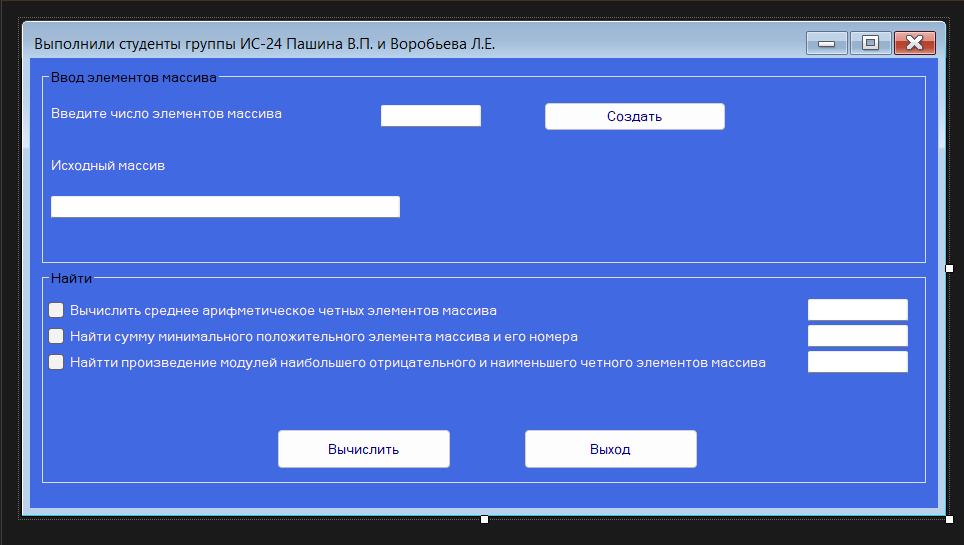 Выполнили студенты группы ИС-24 Пашина В.П. и Воробьева Л.Е.
Ввод элементов массива
Введите число элементов массива
Создать
Исходный массив
Найти
Вычислить среднее арифметическое четных элементов массива
Найти сумму минимального положительного элемента массива и его номера
Найтти произведение модулей наибольшего отрицательного и наименьшего четного элементов массива
Вычислить
Выход